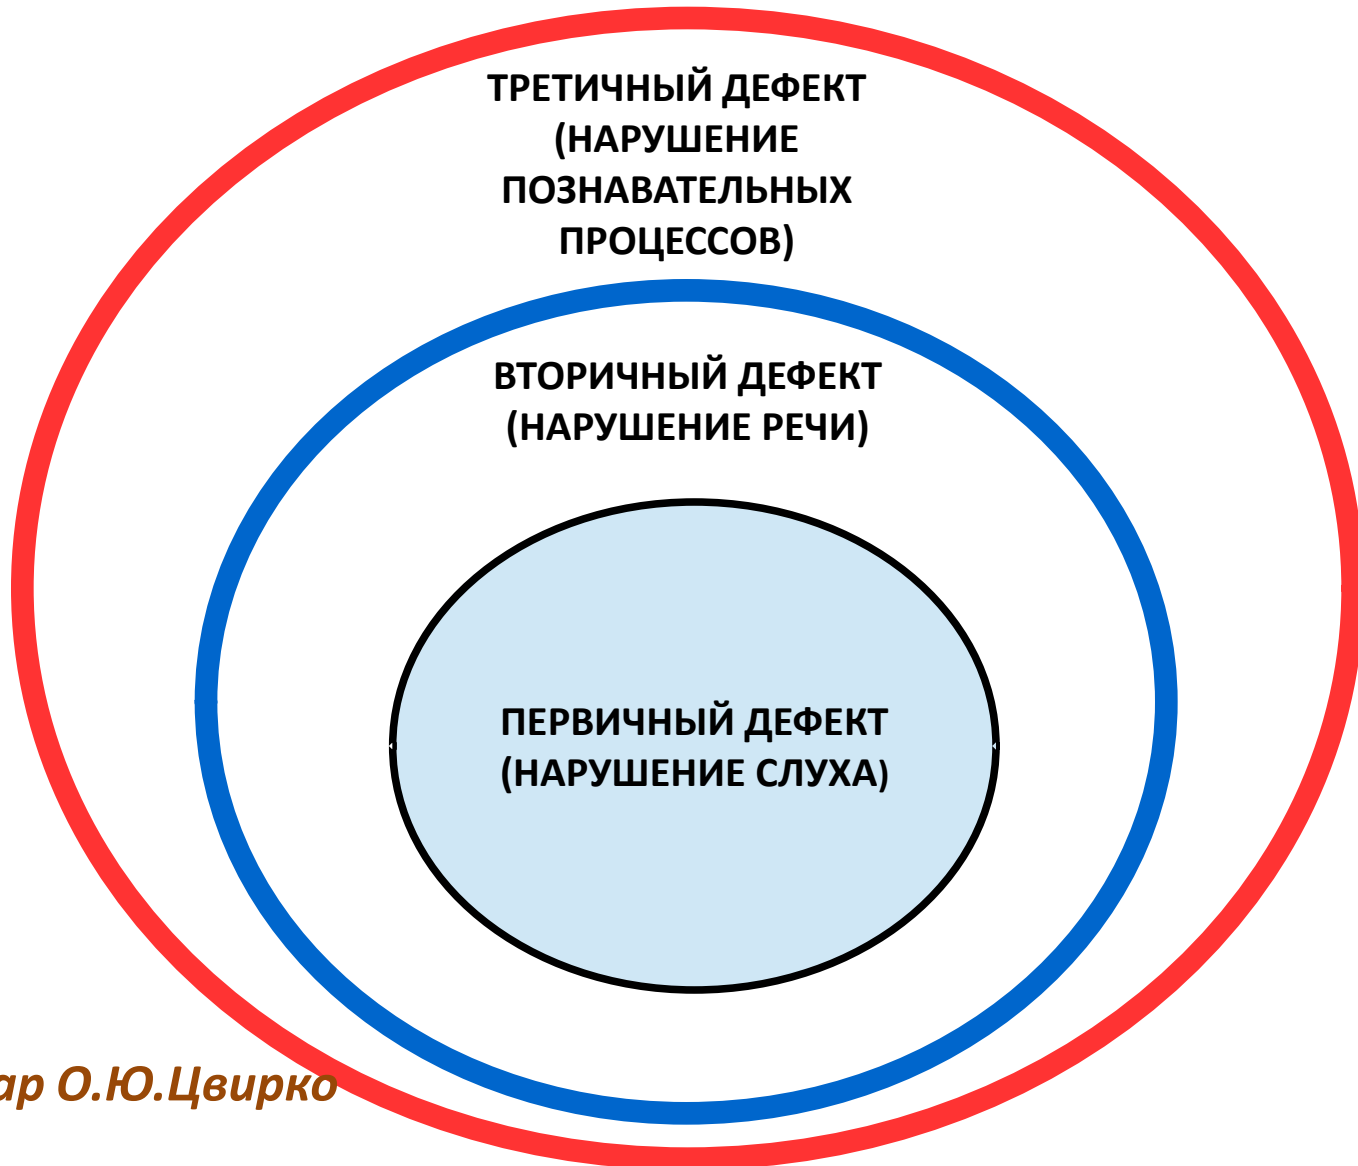 ТРЕТИЧНЫЙ ДЕФЕКТ
(НАРУШЕНИЕ
ПОЗНАВАТЕЛЬНЫХ
ПРОЦЕССОВ)
ВТОРИЧНЫЙ ДЕФЕКТ
(НАРУШЕНИЕ РЕЧИ)
ПЕРВИЧНЫЙ ДЕФЕКТ
(НАРУШЕНИЕ СЛУХА)
О.Ю.Цвирко